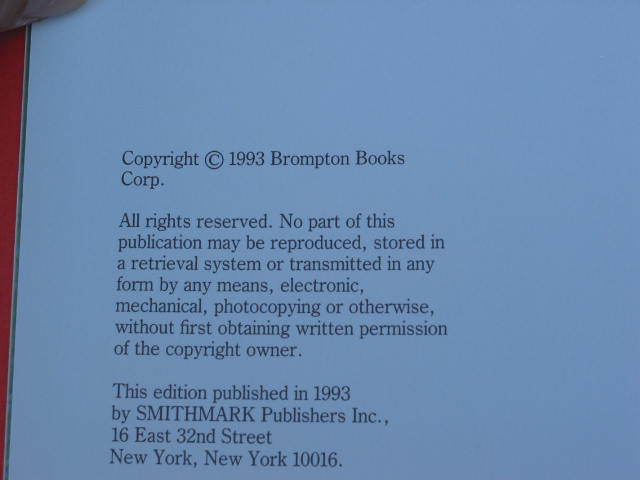 Copyright © 1993 Brompton Books
Corp.
All rights reserved. No part of this
publication may be reproduced, stored in
a retrieval system or transmitted in any
form by any means, electronic,
mechanical, photocopying or otherwise,
without first obtaining written permission
of the copyright owner.
This edition published in 1993
by SMITHMARK Publishers Inc.,
16 East 32nd Street
New York, New York 10016.